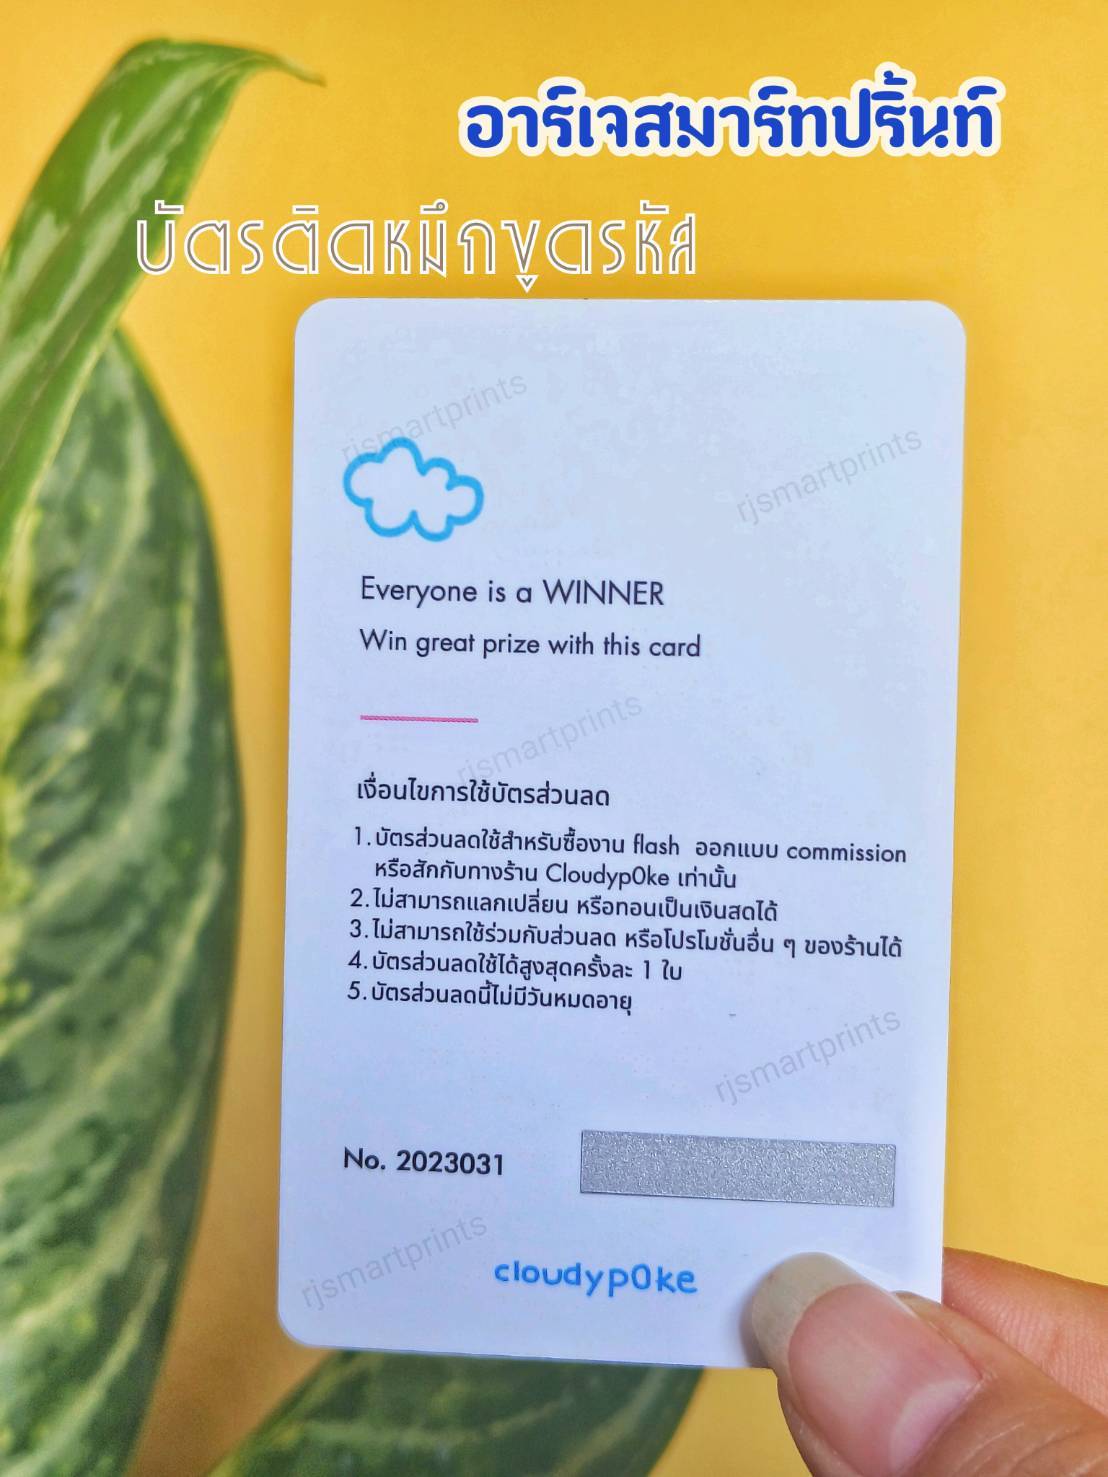 อาร์เจสมาร์ทปริ้นท์
บัตรติดหมึกขูดรหัส
rjsmartprints
rjsmartprints
Everyone is a WINNER
Win great prize with this card
rjsmartprints
เงื่อนไขการใช้บัตรส่วนลด
1. บัตรส่วนลดใช้สำหรับซื้องาน flash ออกแบบ commission
หรือสักกับทางร้าน Cloudyp0ke เท่านั้น
2. ไม่สามารถแลกเปลี่ยน หรือทอนเป็นเงินสดได้
3. ไม่สามารถใช้ร่วมกับส่วนลด หรือโปรโมชั่นอื่น ๆ ของร้านได้
4. บัตรส่วนลดใช้ได้สูงสุดครั้งละ 1 ใบ
5. บัตรส่วนลดนี้ไม่มีวันหมดอายุ
rjsmartprints
No. 2023031
rjsmartprints
cloudyp0ke